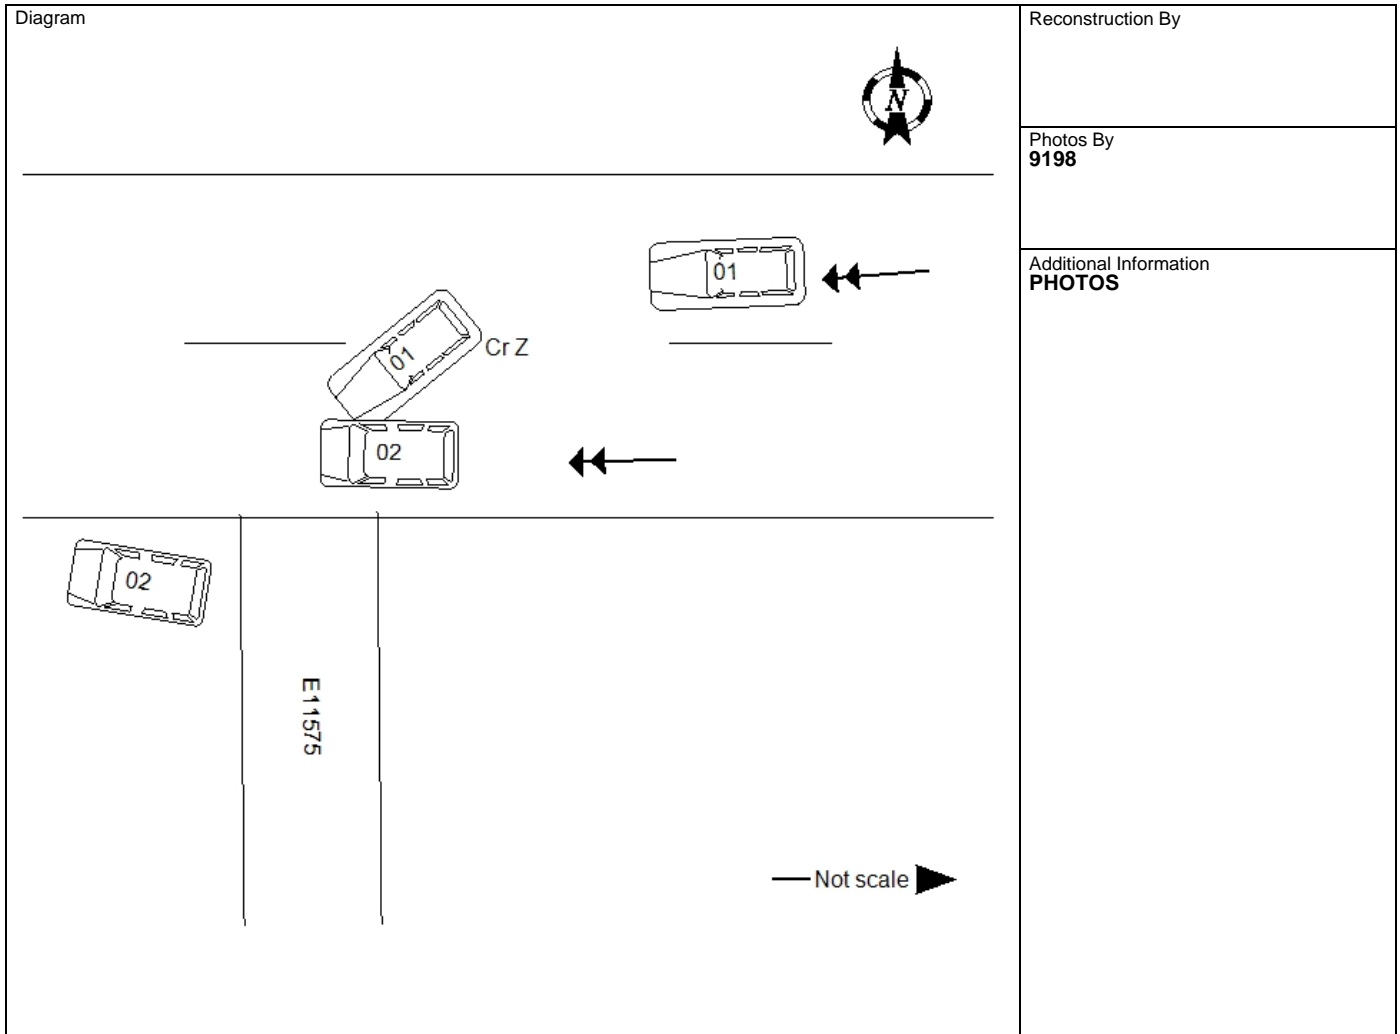 Diagram
N
01
01
Cr Z
02
02
E11575
Not scale
Reconstruction By
Photos By
9198
Additional Information
PHOTOS